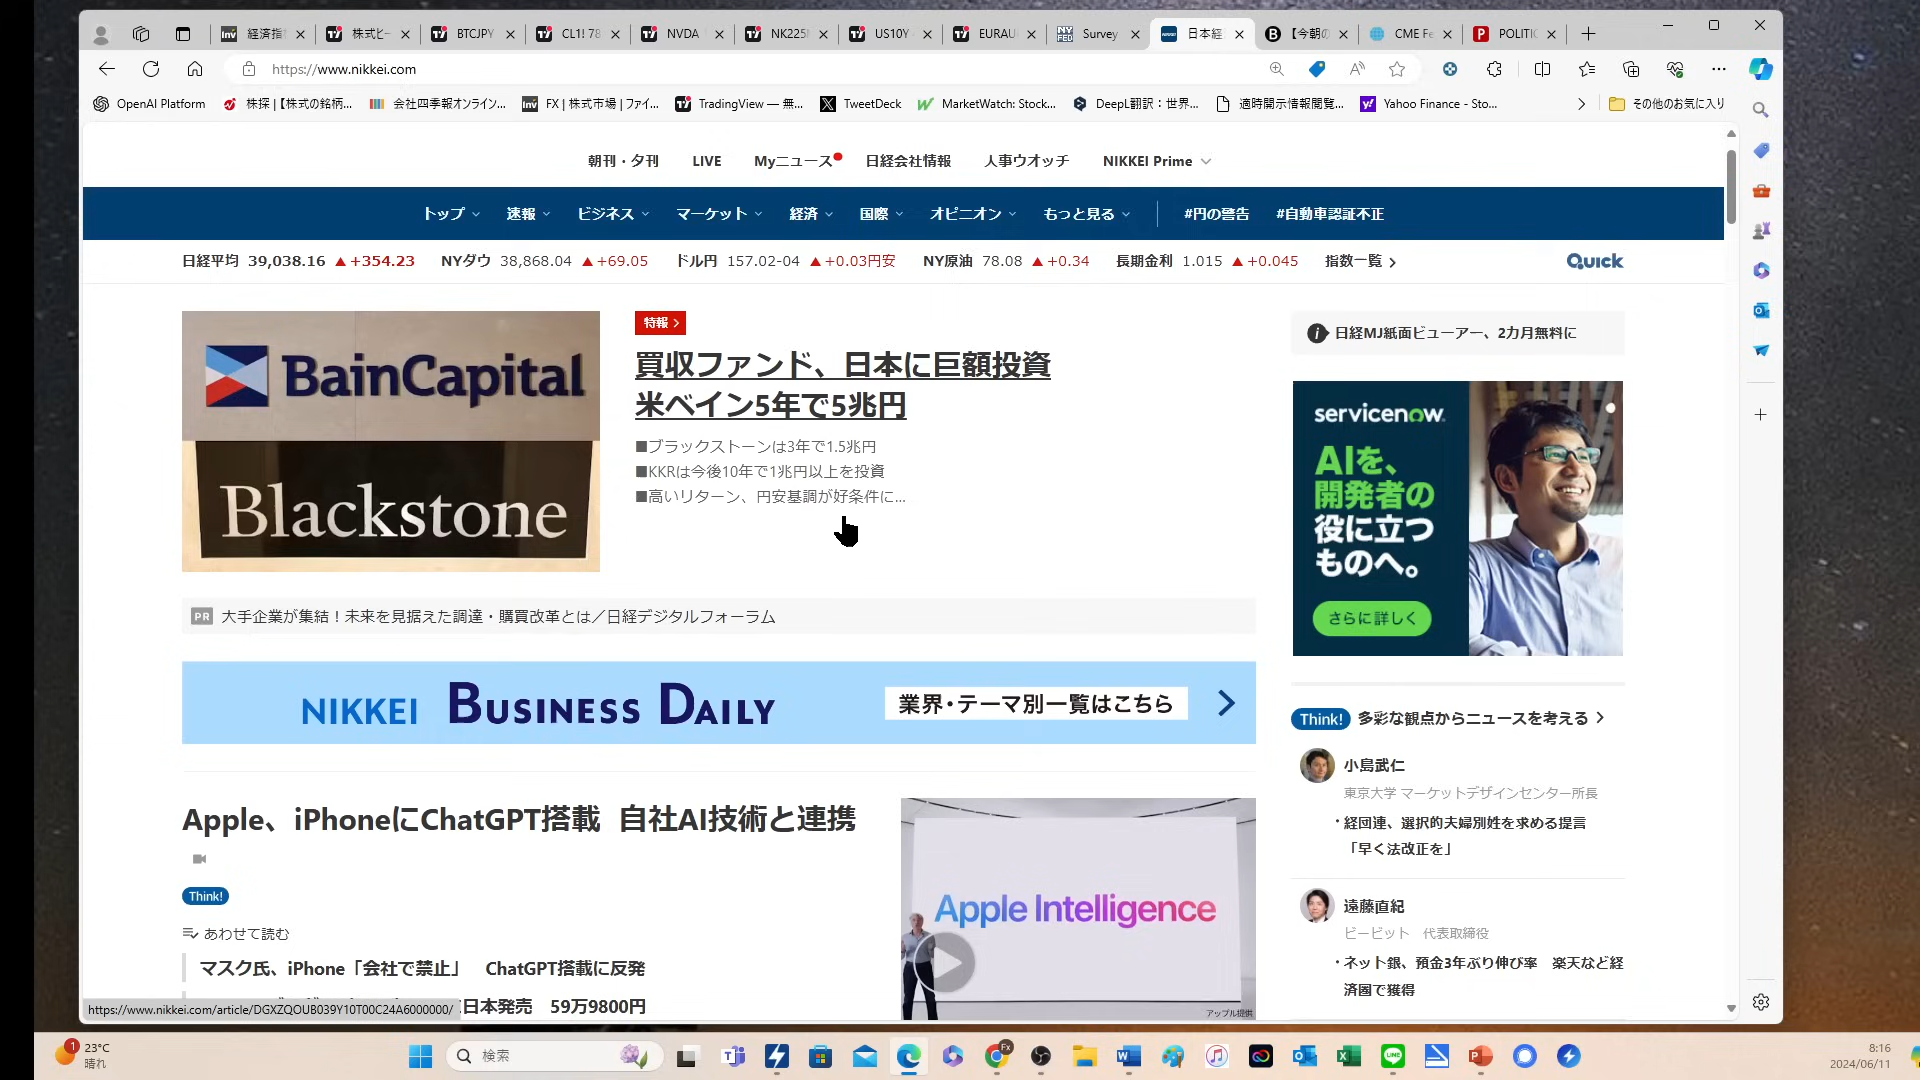 経済指
株式ヒー
BTCJPY
CL1! 78
NVDA
NK225
US10Y
EURAU
Survey
日本経
【今朝の
CME Fe
POLITIC
https://www.nikkei.com
OpenAI Platform
株探 | 【株式の銘柄...
会社四季報オンライン...
FX | 株式市場 | ファイ...
TradingView — 無...
TweetDeck
MarketWatch: Stock...
DeepL翻訳：世界...
適時開示情報閲覧...
Yahoo Finance - Sto...
その他のお気に入り
朝刊・夕刊 LIVE Myニュース 日経会社情報 人事ウオッチ NIKKEI Prime
トップ 速報 ビジネス マーケット 経済 国際 オピニオン もっと見る #円の警告 #自動車認証不正
日経平均 39,038.16 ▲+354.23 NYダウ 38,868.04 ▲+69.05 ドル円 157.02-04 ▲+0.03円安 NY原油 78.08 ▲+0.34 長期金利 1.015 ▲+0.045 指数一覧
QUICK
BainCapital
Blackstone
特報
買収ファンド、日本に巨額投資
米ベイン5年で5兆円
■ブラックストーンは3年で1.5兆円
■KKRは今後10年で1兆円以上を投資
■高いリターン、円安基調が好条件に...
日経MJ紙面ビューアー、2カ月無料に
servicenow.
AIを、
開発者の
役に立つ
ものへ。
さらに詳しく
PR 大手企業が集結！未来を見据えた調達・購買改革とは／日経デジタルフォーラム
NIKKEI BUSINESS DAILY 業界・テーマ別一覧はこちら
Apple、iPhoneにChatGPT搭載 自社AI技術と連携
Think!
あわせて読む
マスク氏、iPhone「会社で禁止」 ChatGPT搭載に反発
日本発売 59万9800円
Apple Intelligence
アップル提供
Think! 多彩な観点からニュースを考える
小島武仁
東京大学 マーケットデザインセンター所長
・経団連、選択的夫婦別姓を求める提言
「早く法改正を」
遠藤直紀
ビービット 代表取締役
・ネット銀、預金3年ぶり伸び率 楽天など経
済圏で獲得
https://www.nikkei.com/article/DGXZQOUB039Y10T00C24A6000000/
1
23°C
晴れ
検索
Fx
8:16
2024/06/11